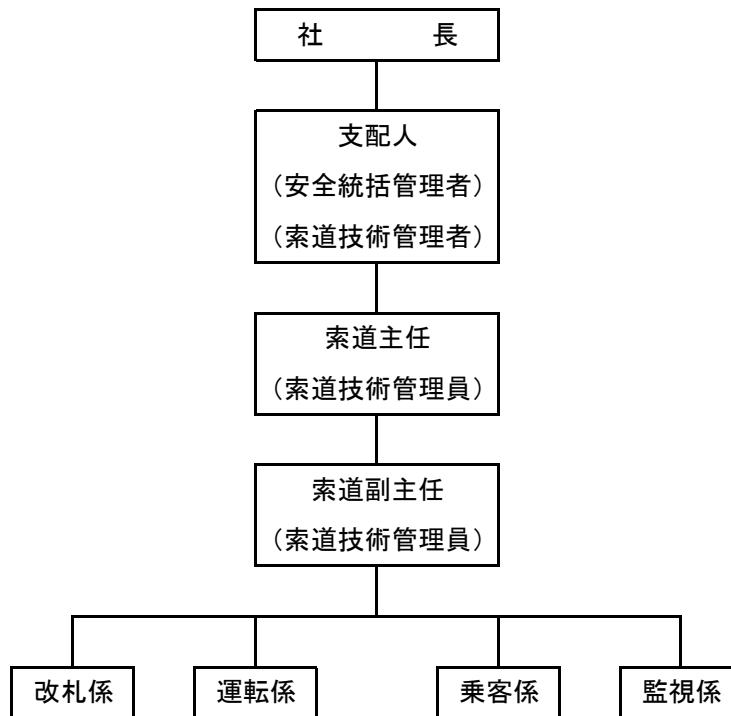 社　　　　長
支配人
（安全統括管理者）
（索道技術管理者）
索道主任
（索道技術管理員）
索道副主任
（索道技術管理員）
改札係　運転係　乗客係　監視係